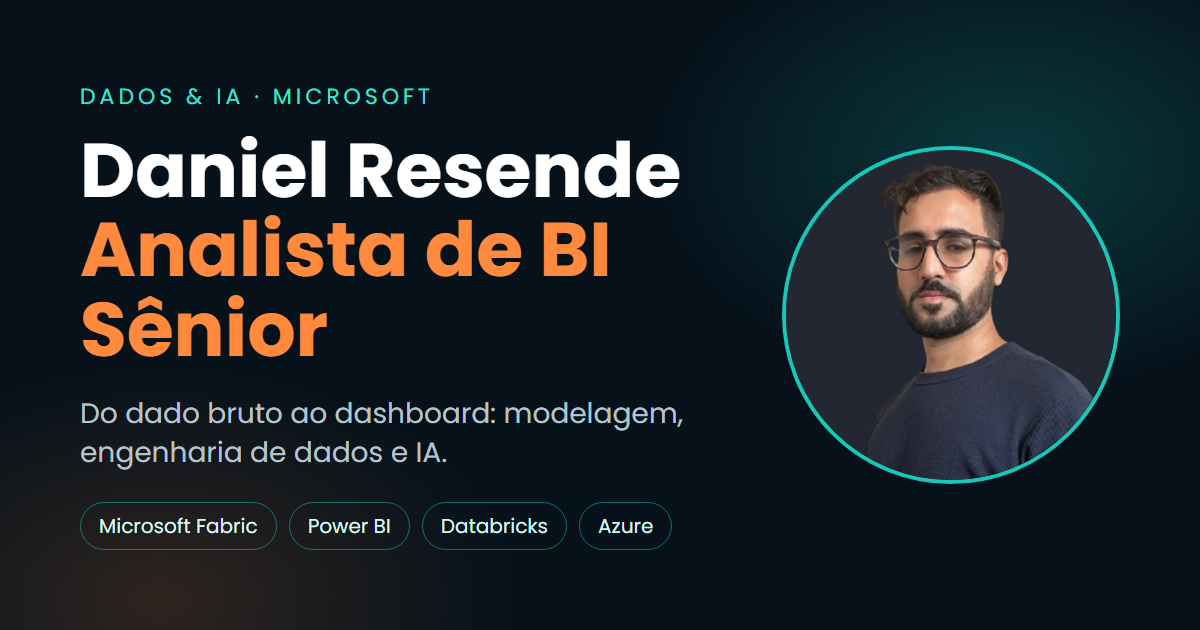 DADOS & IA · MICROSOFT
Daniel Resende
Analista de BI
Sênior
Do dado bruto ao dashboard: modelagem,
engenharia de dados e IA.
Microsoft Fabric
Power BI
Databricks
Azure